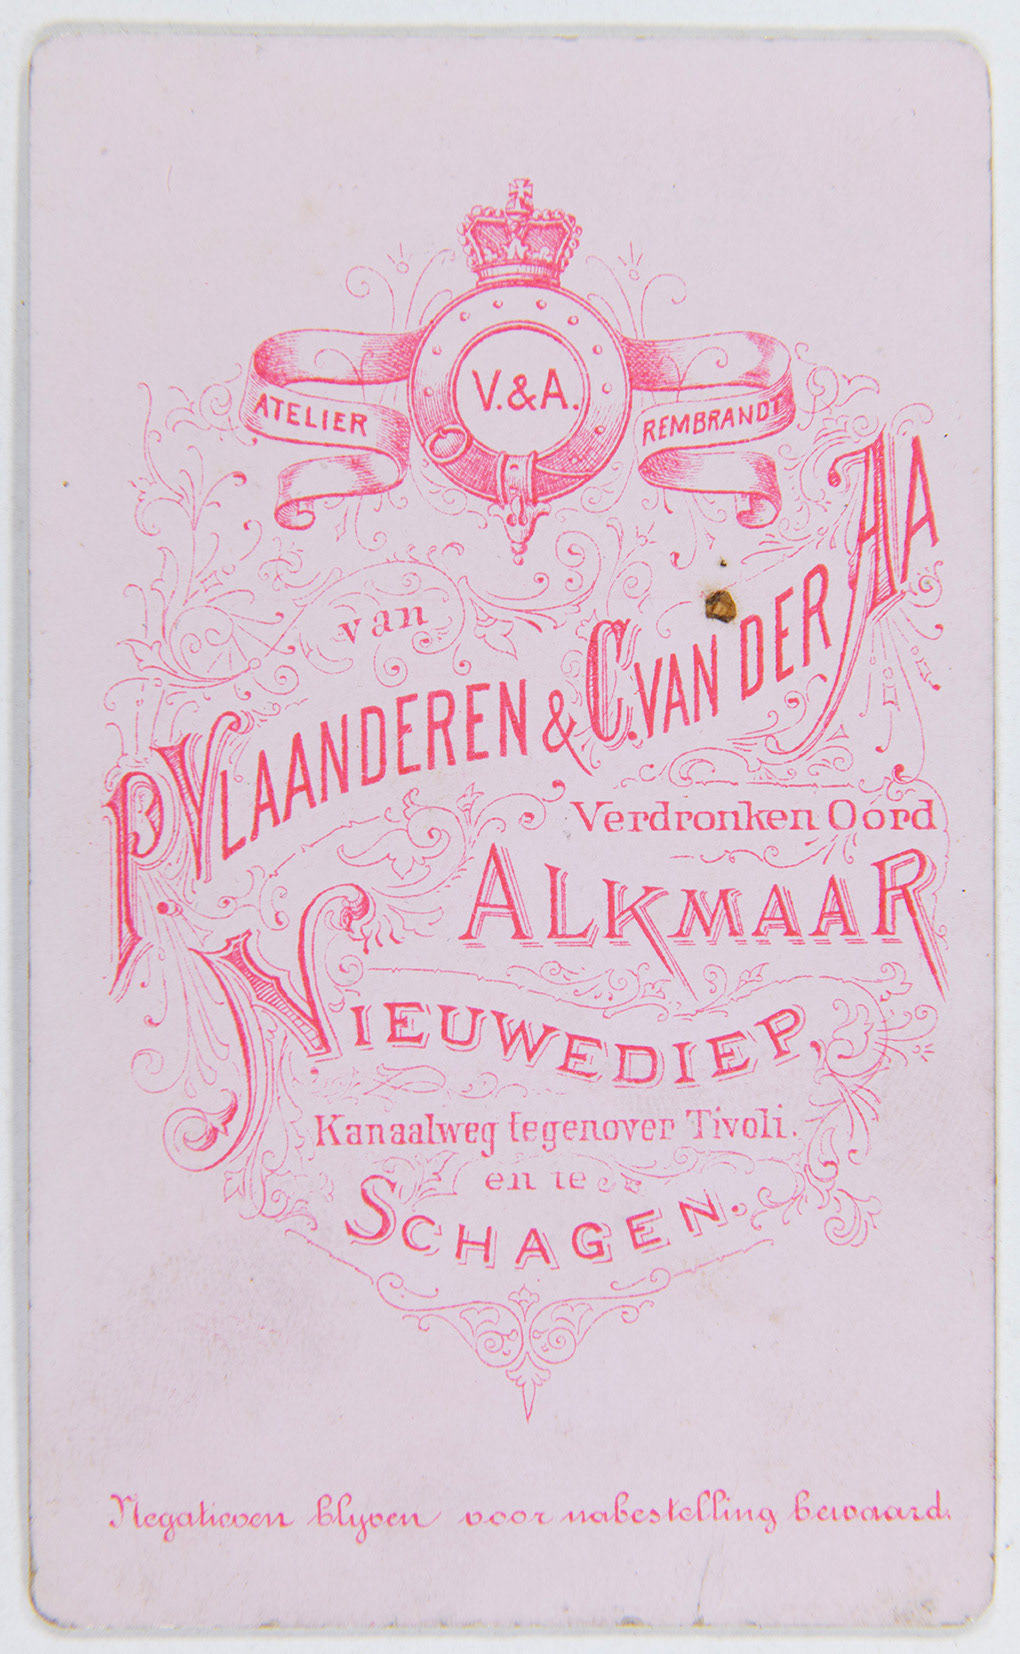 V. & A.
ATELIER REMBRANDT
van
P. VLAANDEREN & C. VAN DER AA
Verdronken Oord
ALKMAAR
NIEUWEDIEP,
Kanaalweg tegenover Tivoli.
en te
SCHAGEN.
Negatieven blyven voor nabestelling bewaard.